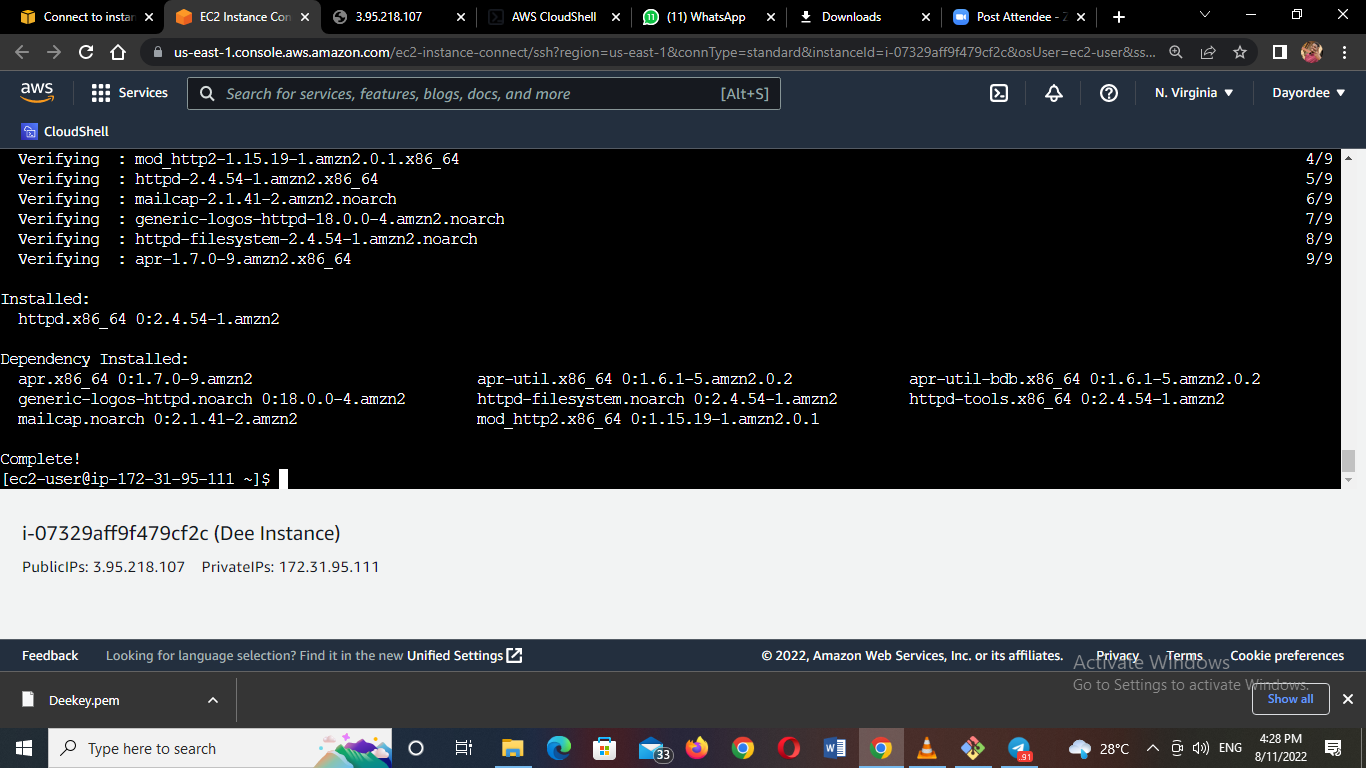 Connect to instan
EC2 Instance Con
3.95.218.107
AWS CloudShell
(11) WhatsApp
Downloads
Post Attendee - Z
us-east-1.console.aws.amazon.com/ec2-instance-connect/ssh?region=us-east-1&connType=standard&instanceId=i-07329aff9f479cf2c&osUser=ec2-user&ss...
aws
Services
Search for services, features, blogs, docs, and more
[Alt+S]
N. Virginia
Dayordee
CloudShell
Verifying : mod_http2-1.15.19-1.amzn2.0.1.x86_64 4/9
Verifying : httpd-2.4.54-1.amzn2.x86_64 5/9
Verifying : mailcap-2.1.41-2.amzn2.noarch 6/9
Verifying : generic-logos-httpd-18.0.0-4.amzn2.noarch 7/9
Verifying : httpd-filesystem-2.4.54-1.amzn2.noarch 8/9
Verifying : apr-1.7.0-9.amzn2.x86_64 9/9
Installed:
httpd.x86_64 0:2.4.54-1.amzn2
Dependency Installed:
apr.x86_64 0:1.7.0-9.amzn2 apr-util.x86_64 0:1.6.1-5.amzn2.0.2 apr-util-bdb.x86_64 0:1.6.1-5.amzn2.0.2
generic-logos-httpd.noarch 0:18.0.0-4.amzn2 httpd-filesystem.noarch 0:2.4.54-1.amzn2 httpd-tools.x86_64 0:2.4.54-1.amzn2
mailcap.noarch 0:2.1.41-2.amzn2 mod_http2.x86_64 0:1.15.19-1.amzn2.0.1
Complete!
[ec2-user@ip-172-31-95-111 ~]$
i-07329aff9f479cf2c (Dee Instance)
PublicIPs: 3.95.218.107 PrivateIPs: 172.31.95.111
Feedback
Looking for language selection? Find it in the new Unified Settings
© 2022, Amazon Web Services, Inc. or its affiliates.
Privacy
Terms
Cookie preferences
Activate Windows
Go to Settings to activate Windows.
Deekey.pem
Show all
Type here to search
33
91
28°C
ENG
4:28 PM
8/11/2022